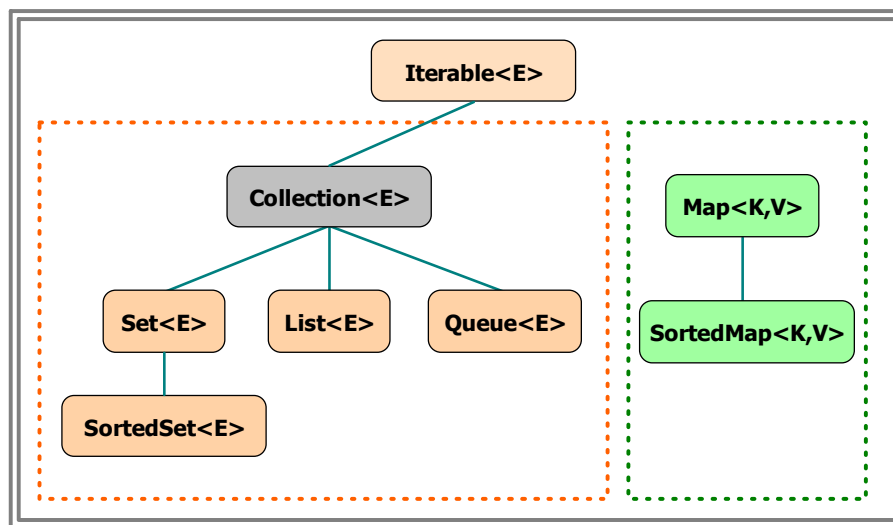 Iterable<E>
Collection<E>
Map<K,V>
Set<E>
List<E>
Queue<E>
SortedMap<K,V>
SortedSet<E>